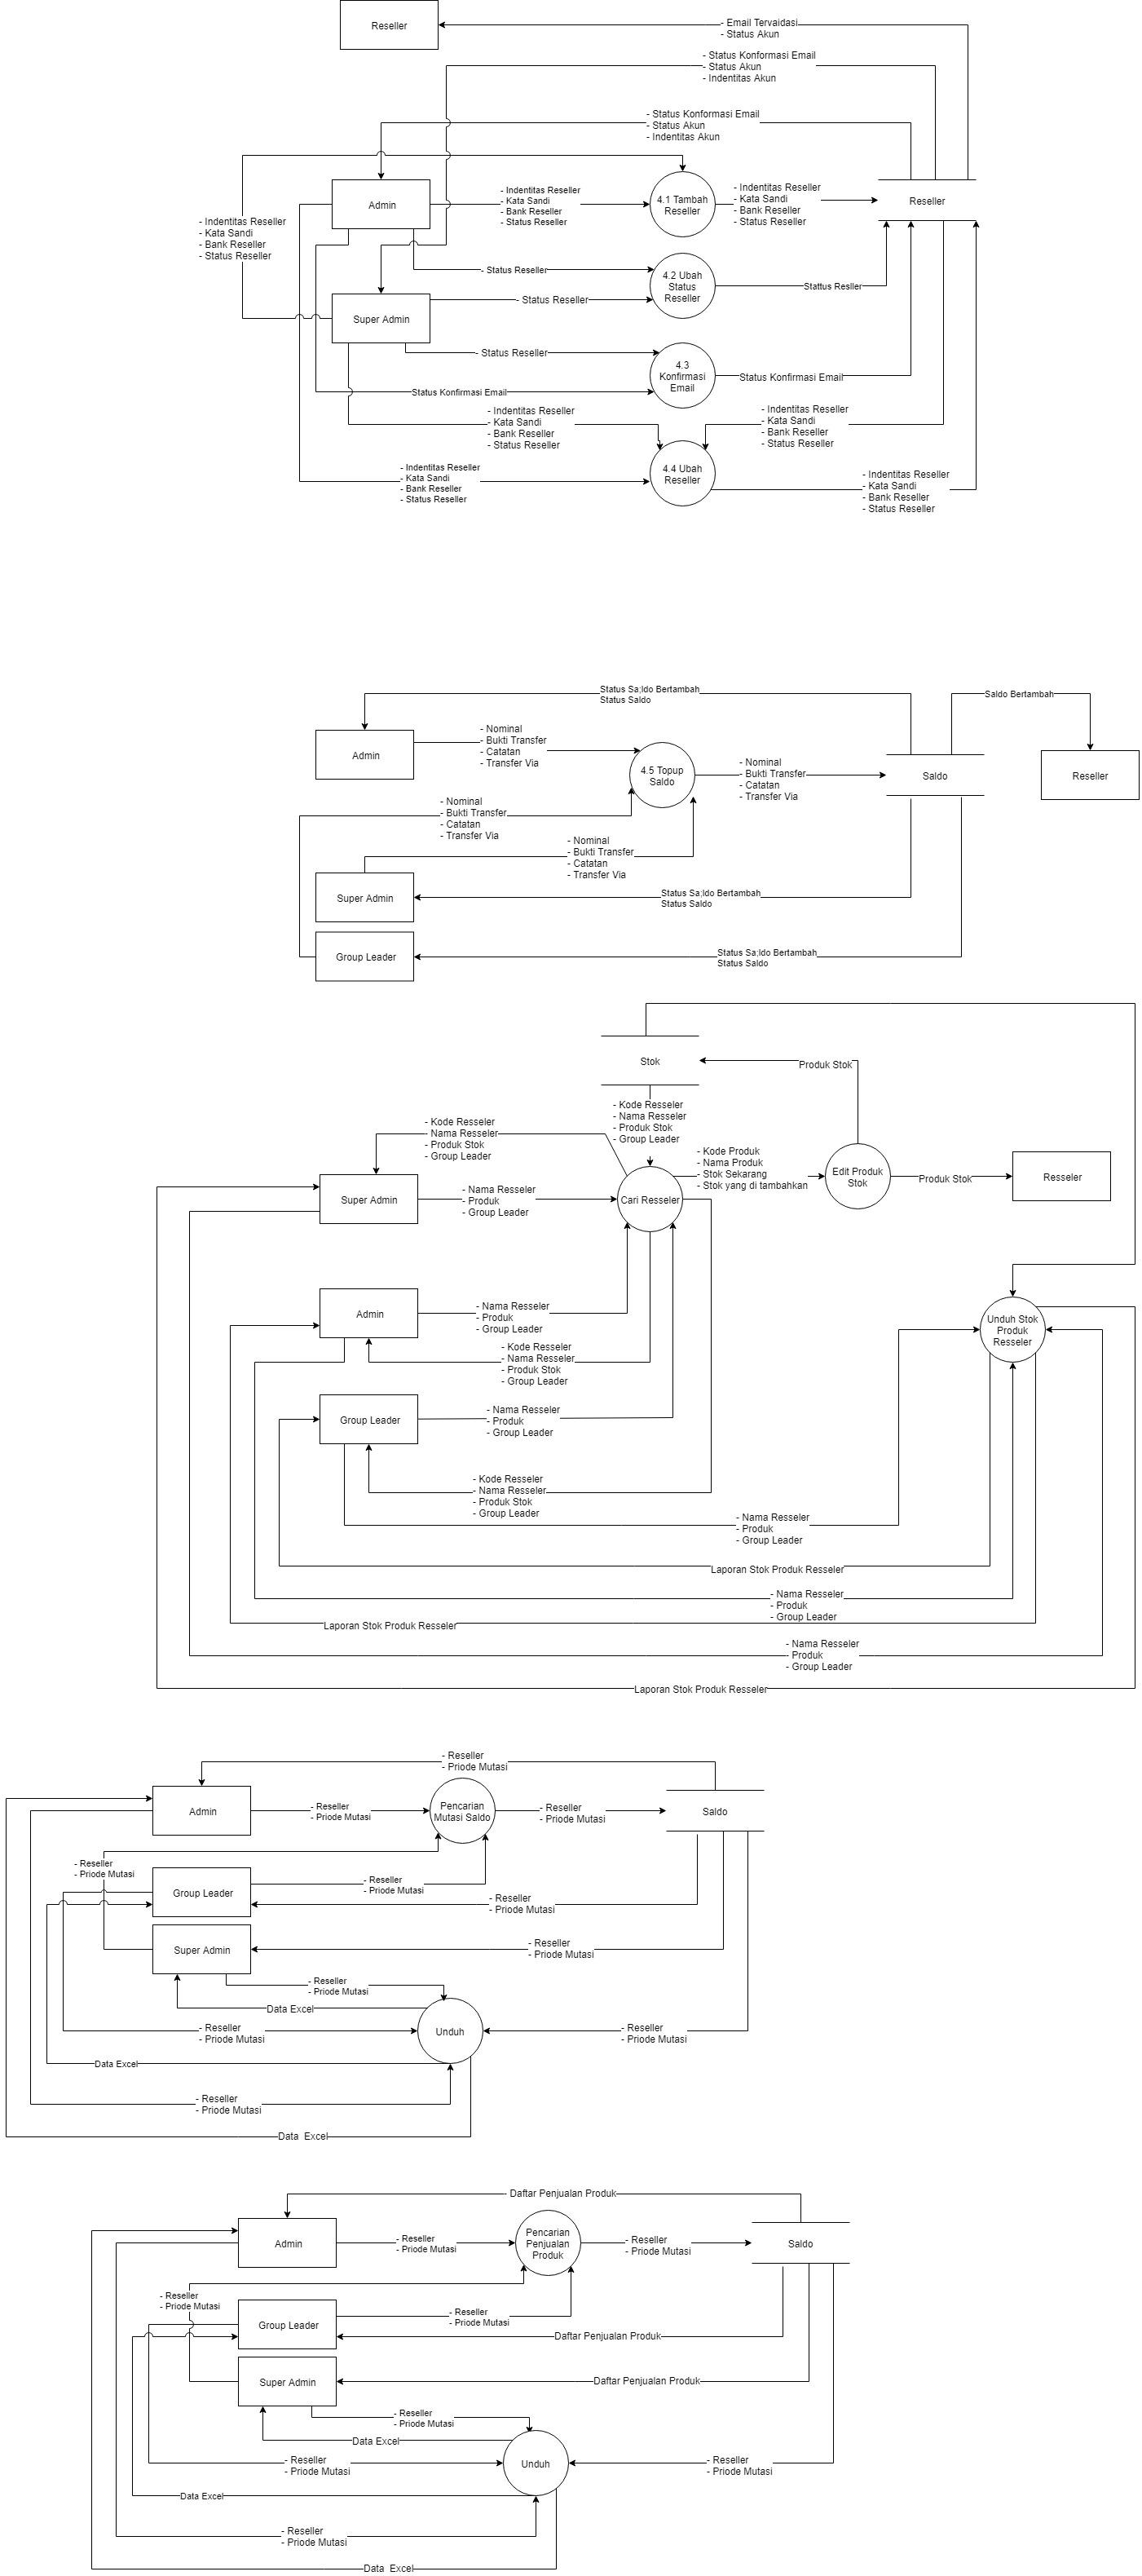 Reseller
- Email Tervaidasi
- Status Akun
- Status Konformasi Email
- Status Akun
- Indentitas Akun
- Status Konformasi Email
- Status Akun
- Indentitas Akun
Admin
- Indentitas Reseller
- Kata Sandi
- Bank Reseller
- Status Reseller
4.1 Tambah
Reseller
- Indentitas Reseller
- Kata Sandi
- Bank Reseller
- Status Reseller
Reseller
- Indentitas Reseller
- Kata Sandi
- Bank Reseller
- Status Reseller
- Status Reseller
4.2 Ubah
Status
Reseller
Stattus Resller
Super Admin
- Status Reseller
- Status Reseller
4.3
Konfirmasi
Email
Status Konfirmasi Email
Status Konfirmasi Email
- Indentitas Reseller
- Kata Sandi
- Bank Reseller
- Status Reseller
- Indentitas Reseller
- Kata Sandi
- Bank Reseller
- Status Reseller
- Indentitas Reseller
- Kata Sandi
- Bank Reseller
- Status Reseller
4.4 Ubah
Reseller
- Indentitas Reseller
- Kata Sandi
- Bank Reseller
- Status Reseller
Status Sa;ldo Bertambah
Status Saldo
Saldo Bertambah
Admin
- Nominal
- Bukti Transfer
- Catatan
- Transfer Via
4.5 Topup
Saldo
- Nominal
- Bukti Transfer
- Catatan
- Transfer Via
Saldo
Reseller
- Nominal
- Bukti Transfer
- Catatan
- Transfer Via
- Nominal
- Bukti Transfer
- Catatan
- Transfer Via
Super Admin
Status Sa;ldo Bertambah
Status Saldo
Group Leader
Status Sa;ldo Bertambah
Status Saldo
Stok
Produk Stok
- Kode Resseler
- Nama Resseler
- Produk Stok
- Group Leader
- Kode Resseler
- Nama Resseler
- Produk Stok
- Group Leader
- Kode Produk
- Nama Produk
- Stok Sekarang
- Stok yang di tambahkan
Edit Produk
Stok
Produk Stok
Resseler
Super Admin
- Nama Resseler
- Produk
- Group Leader
Cari Resseler
Admin
- Nama Resseler
- Produk
- Group Leader
Unduh Stok
Produk
Resseler
- Kode Resseler
- Nama Resseler
- Produk Stok
- Group Leader
Group Leader
- Nama Resseler
- Produk
- Group Leader
- Kode Resseler
- Nama Resseler
- Produk Stok
- Group Leader
- Nama Resseler
- Produk
- Group Leader
Laporan Stok Produk Resseler
- Nama Resseler
- Produk
- Group Leader
Laporan Stok Produk Resseler
- Nama Resseler
- Produk
- Group Leader
Laporan Stok Produk Resseler
- Reseller
- Priode Mutasi
Admin
- Reseller
- Priode Mutasi
Pencarian
Mutasi Saldo
- Reseller
- Priode Mutasi
Saldo
- Reseller
- Priode Mutasi
Group Leader
- Reseller
- Priode Mutasi
- Reseller
- Priode Mutasi
Super Admin
- Reseller
- Priode Mutasi
- Reseller
- Priode Mutasi
Data Excel
- Reseller
- Priode Mutasi
Unduh
- Reseller
- Priode Mutasi
Data Excel
- Reseller
- Priode Mutasi
Data  Excel
- Daftar Penjualan Produk
Admin
- Reseller
- Priode Mutasi
Pencarian
Penjualan
Produk
- Reseller
- Priode Mutasi
Saldo
- Reseller
- Priode Mutasi
Group Leader
- Reseller
- Priode Mutasi
Daftar Penjualan Produk
Super Admin
Daftar Penjualan Produk
- Reseller
- Priode Mutasi
Data Excel
- Reseller
- Priode Mutasi
Unduh
- Reseller
- Priode Mutasi
Data Excel
- Reseller
- Priode Mutasi
Data  Excel